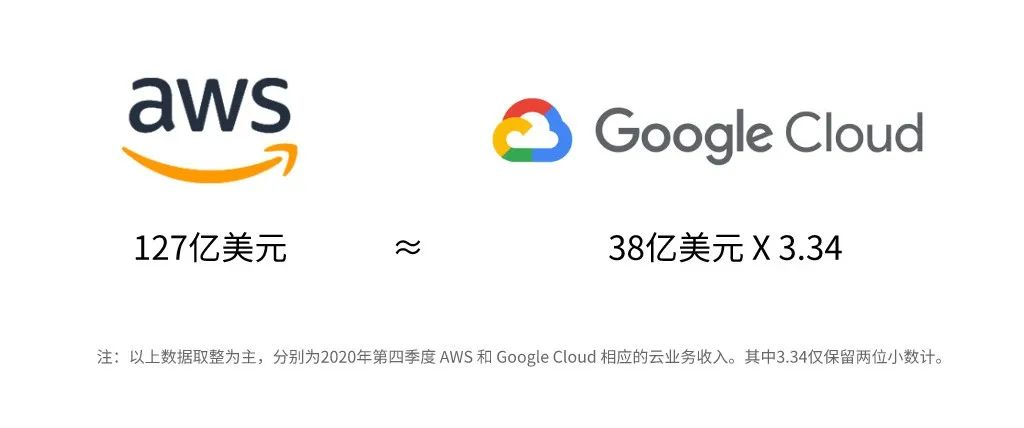 aws
Google Cloud
127亿美元 ≈ 38亿美元 X 3.34
注：以上数据取整为主，分别为2020年第四季度 AWS 和 Google Cloud 相应的云业务收入。其中3.34仅保留两位小数计。